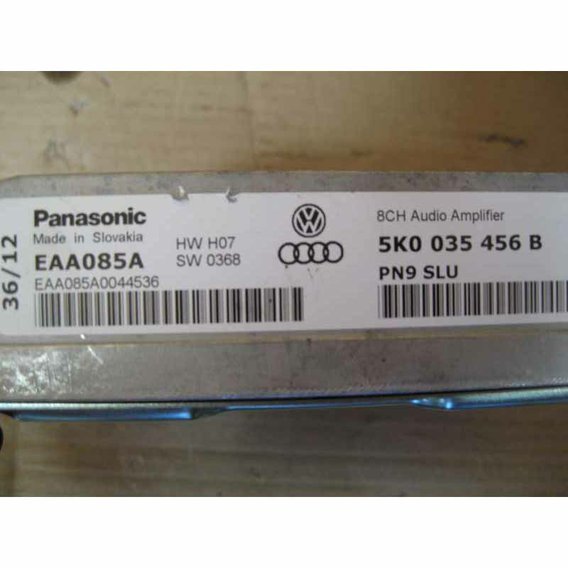 36/12
Panasonic
Made in Slovakia
EAA085A
EAA085A0044536
HW H07
SW 0368
8CH Audio Amplifier
5K0 035 456 B
PN9 SLU